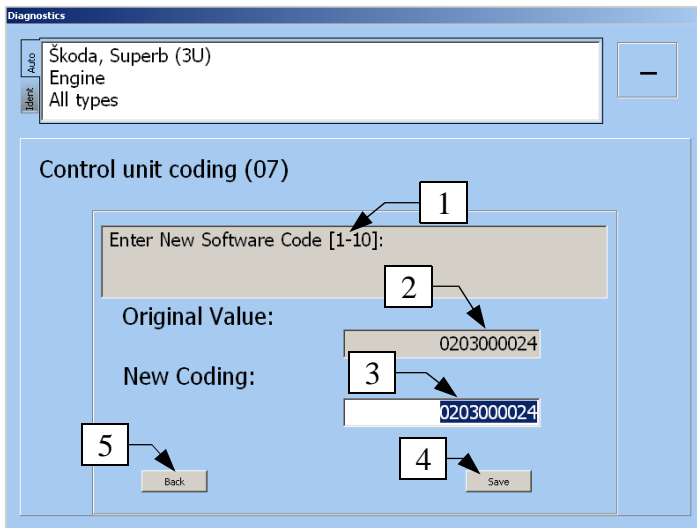 Diagnostics
Auto
Ident
Škoda, Superb (3U)
Engine
All types
–
Control unit coding (07)
1
Enter New Software Code [1-10]:
2
Original Value:
0203000024
3
New Coding:
0203000024
5
4
Back
Save